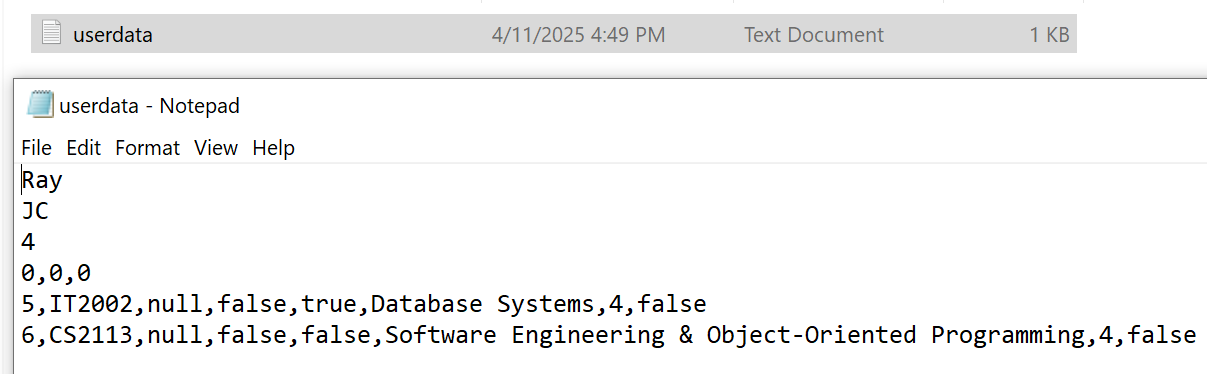 userdata 4/11/2025 4:49 PM Text Document 1 KB
userdata - Notepad
File Edit Format View Help
Ray
JC
4
0,0,0
5,IT2002,null,false,true,Database Systems,4,false
6,CS2113,null,false,false,Software Engineering & Object-Oriented Programming,4,false